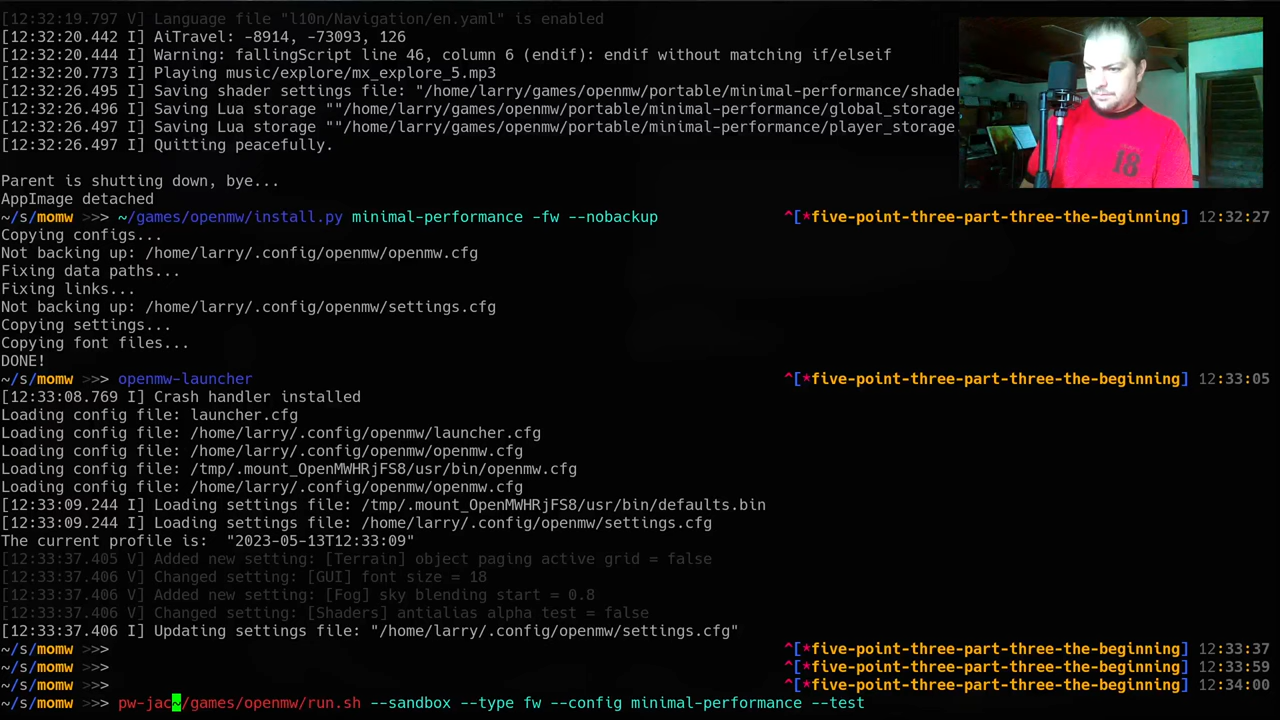 [12:32:19.797 V] Language file "l10n/Navigation/en.yaml" is enabled
[12:32:20.442 I] AiTravel: -8914, -73093, 126
[12:32:20.444 I] Warning: fallingScript line 46, column 6 (endif): endif without matching if/elseif
[12:32:20.773 I] Playing music/explore/mx_explore_5.mp3
[12:32:26.495 I] Saving shader settings file: "/home/larry/games/openmw/portable/minimal-performance/shader
[12:32:26.496 I] Saving Lua storage ""/home/larry/games/openmw/portable/minimal-performance/global_storage
[12:32:26.497 I] Saving Lua storage ""/home/larry/games/openmw/portable/minimal-performance/player_storage
[12:32:26.497 I] Quitting peacefully.
Parent is shutting down, bye...
AppImage detached
~/s/momw >>> ~/games/openmw/install.py minimal-performance -fw --nobackup ^[*five-point-three-part-three-the-beginning] 12:32:27
Copying configs...
Not backing up: /home/larry/.config/openmw/openmw.cfg
Fixing data paths...
Fixing links...
Not backing up: /home/larry/.config/openmw/settings.cfg
Copying settings...
Copying font files...
DONE!
~/s/momw >>> openmw-launcher ^[*five-point-three-part-three-the-beginning] 12:33:05
[12:33:08.769 I] Crash handler installed
Loading config file: launcher.cfg
Loading config file: /home/larry/.config/openmw/launcher.cfg
Loading config file: /home/larry/.config/openmw/openmw.cfg
Loading config file: /tmp/.mount_OpenMWHRjFS8/usr/bin/openmw.cfg
Loading config file: /home/larry/.config/openmw/openmw.cfg
[12:33:09.244 I] Loading settings file: /tmp/.mount_OpenMWHRjFS8/usr/bin/defaults.bin
[12:33:09.244 I] Loading settings file: /home/larry/.config/openmw/settings.cfg
The current profile is:  "2023-05-13T12:33:09"
[12:33:37.405 V] Added new setting: [Terrain] object paging active grid = false
[12:33:37.406 V] Changed setting: [GUI] font size = 18
[12:33:37.406 V] Added new setting: [Fog] sky blending start = 0.8
[12:33:37.406 V] Changed setting: [Shaders] antialias alpha test = false
[12:33:37.406 I] Updating settings file: "/home/larry/.config/openmw/settings.cfg"
~/s/momw >>> ^[*five-point-three-part-three-the-beginning] 12:33:37
~/s/momw >>> ^[*five-point-three-part-three-the-beginning] 12:33:59
~/s/momw >>> ^[*five-point-three-part-three-the-beginning] 12:34:00
~/s/momw >>> pw-jac~/games/openmw/run.sh --sandbox --type fw --config minimal-performance --test
18